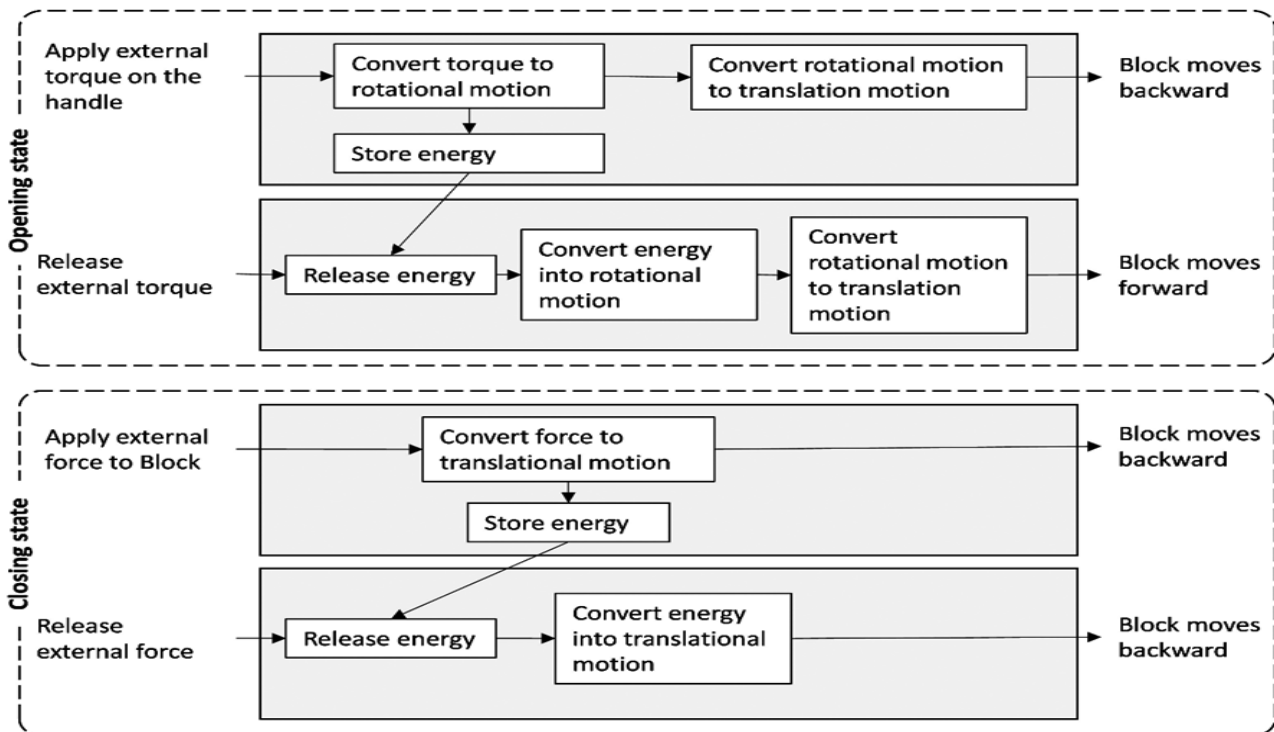 Opening state
Apply external
torque on the
handle
Convert torque to
rotational motion
Convert rotational motion
to translation motion
Block moves
backward
Store energy
Release
external torque
Release energy
Convert energy
into rotational
motion
Convert
rotational motion
to translation
motion
Block moves
forward
Closing state
Apply external
force to Block
Convert force to
translational motion
Block moves
backward
Store energy
Release
external force
Release energy
Convert energy
into translational
motion
Block moves
backward